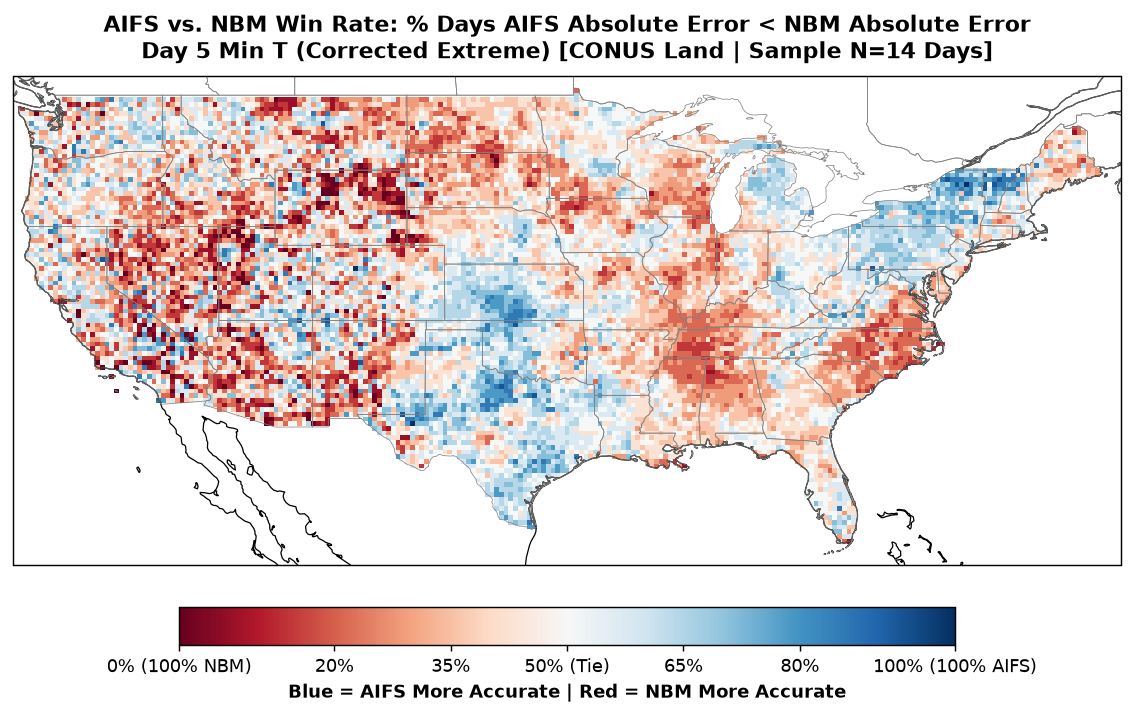 AIFS vs. NBM Win Rate: % Days AIFS Absolute Error < NBM Absolute Error
Day 5 Min T (Corrected Extreme) [CONUS Land | Sample N=14 Days]
0% (100% NBM) 20% 35% 50% (Tie) 65% 80% 100% (100% AIFS)
Blue = AIFS More Accurate | Red = NBM More Accurate